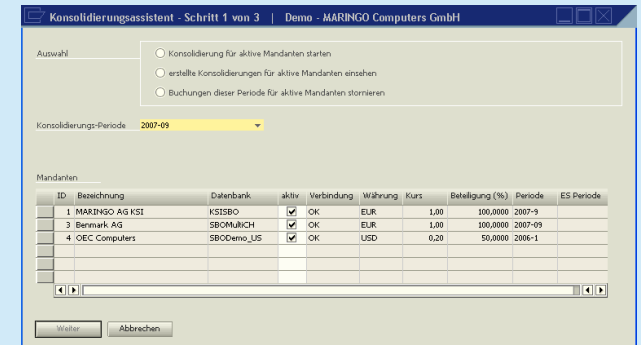 Konsolidierungsassistent - Schritt 1 von 3 | Demo - MARINGO Computers GmbH
Auswahl
Konsolidierung für aktive Mandanten starten
erstellte Konsolidierungen für aktive Mandanten einsehen
Buchungen dieser Periode für aktive Mandanten stornieren
Konsolidierungs-Periode 2007-09
Mandanten
ID Bezeichnung Datenbank aktiv Verbindung Währung Kurs Beteiligung (%) Periode ES Periode
1 MARINGO AG KSI KSISBO OK EUR 1,00 100,0000 2007-9
3 Benmark AG SBOMultiCH OK EUR 1,00 100,0000 2007-09
4 OEC Computers SBODemo_US OK USD 0,20 50,0000 2006-1
Weiter Abbrechen